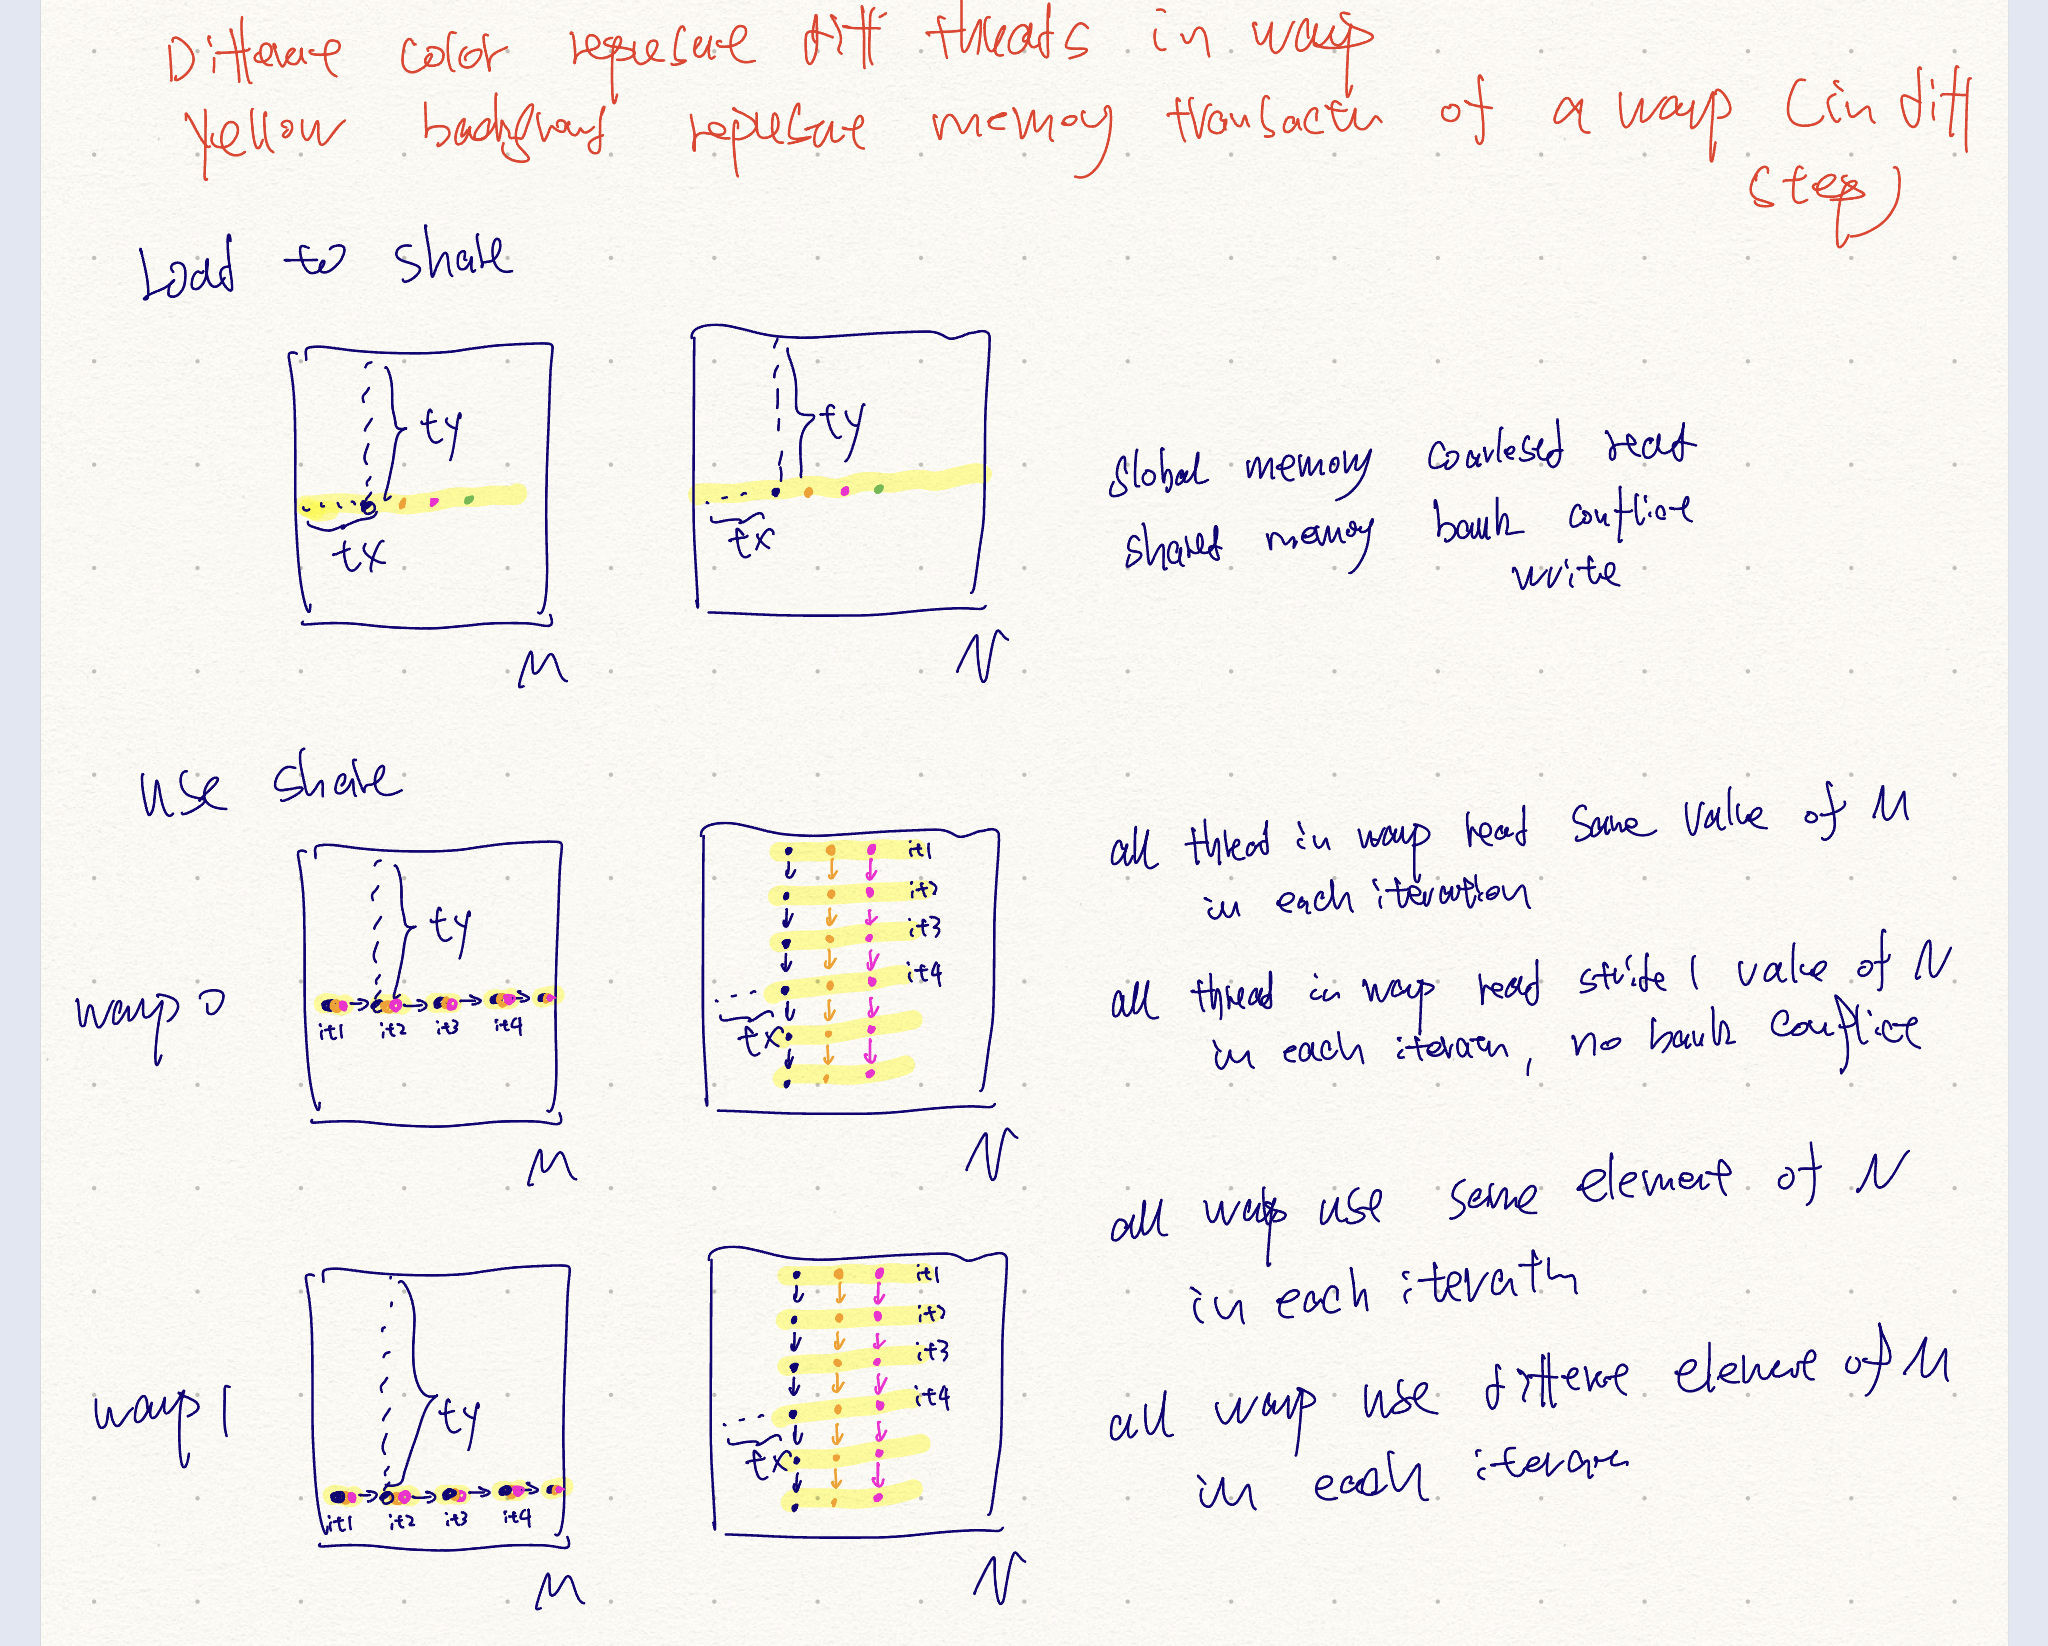 Different color represent diff threads in warp
Yellow background represent memory transaction of a warp (in diff
step)
Load to share
ty
ty
tx
tx
M
N
global memory coarlesed read
shared memory bank conflict
write
use share
warp 0
ty
it1 it2 it3 it4
M
it1
it2
it3
it4
tx
N
all thread in warp read same value of M
in each iteration
all thread in warp read stride 1 value of N
in each iteration, no bank conflict
warp 1
ty
it1 it2 it3 it4
M
it1
it2
it3
it4
tx
N
all warp use same element of N
in each iteration
all warp use different element of M
in each iteration